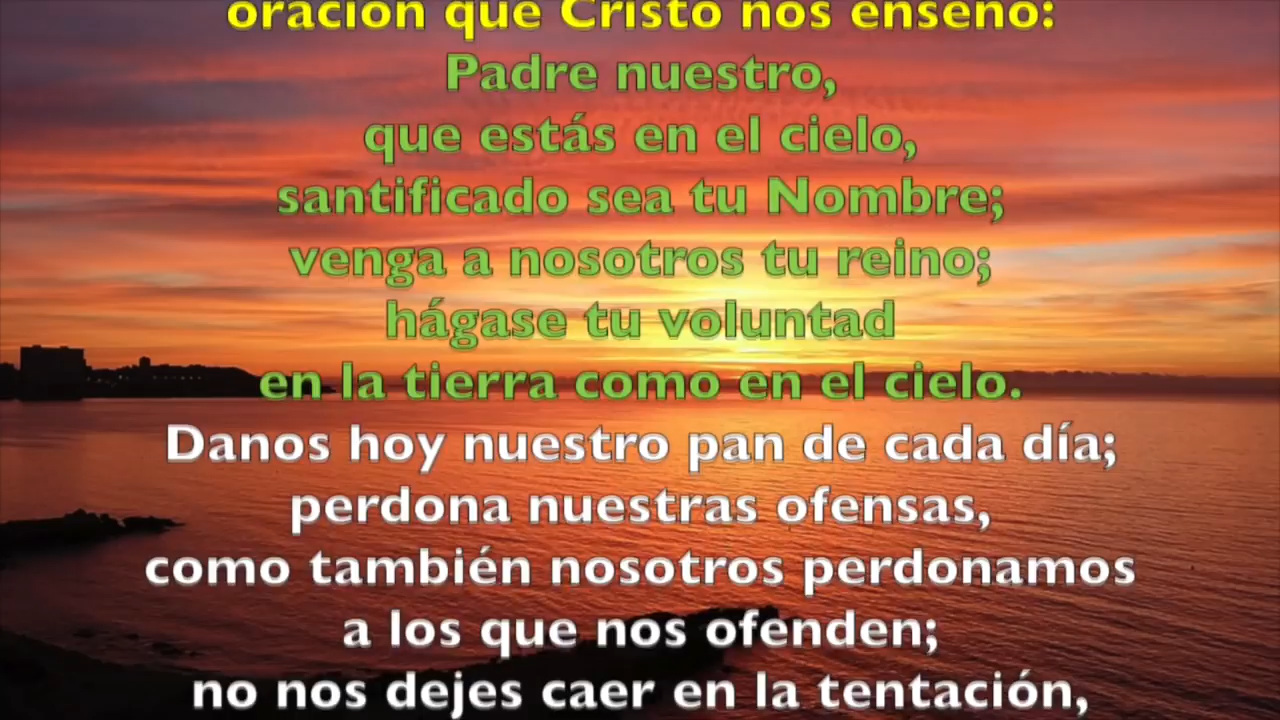 oración que Cristo nos enseñó:
Padre nuestro,
que estás en el cielo,
santificado sea tu Nombre;
venga a nosotros tu reino;
hágase tu voluntad
en la tierra como en el cielo.
Danos hoy nuestro pan de cada día;
perdona nuestras ofensas,
como también nosotros perdonamos
a los que nos ofenden;
no nos dejes caer en la tentación,